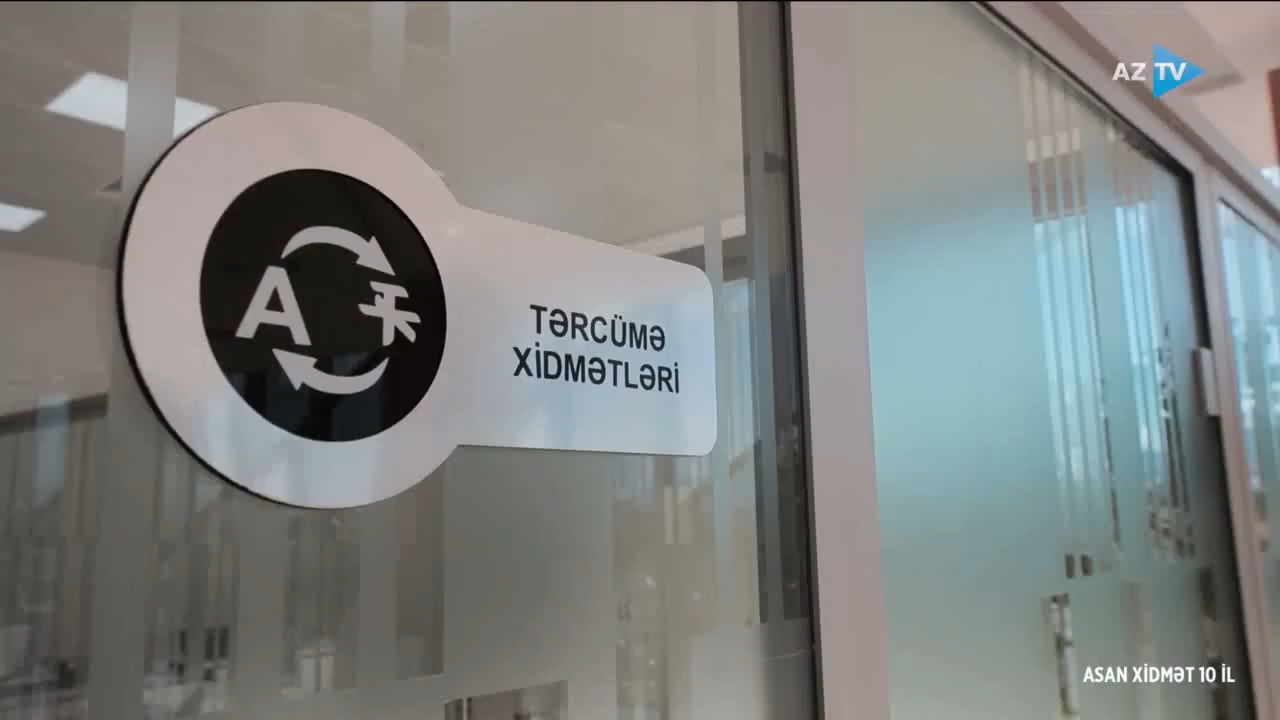 AZ TV
A
TƏRCÜMƏ
XİDMƏTLƏRİ
ASAN XİDMƏT 10 İL